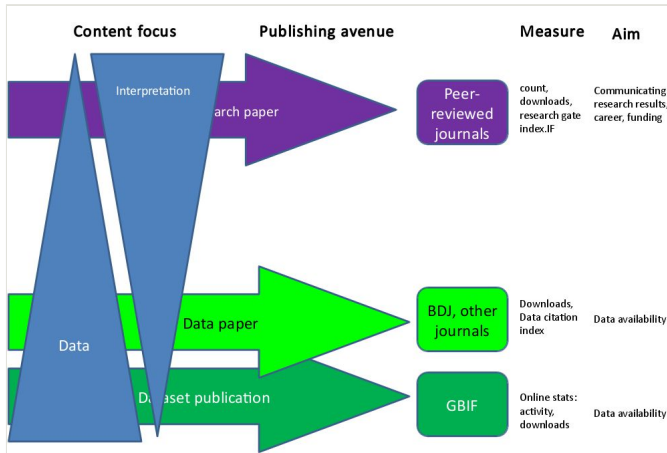 Content focus
Publishing avenue
Measure
Aim
Interpretation
arch paper
Peer-
reviewed
journals
count,
downloads,
research gate
index.IF
Communicating
research results,
career, funding
Data paper
BDJ, other
journals
Downloads,
Data citation
index
Data availability
Data
Dataset publication
GBIF
Online stats:
activity,
downloads
Data availability